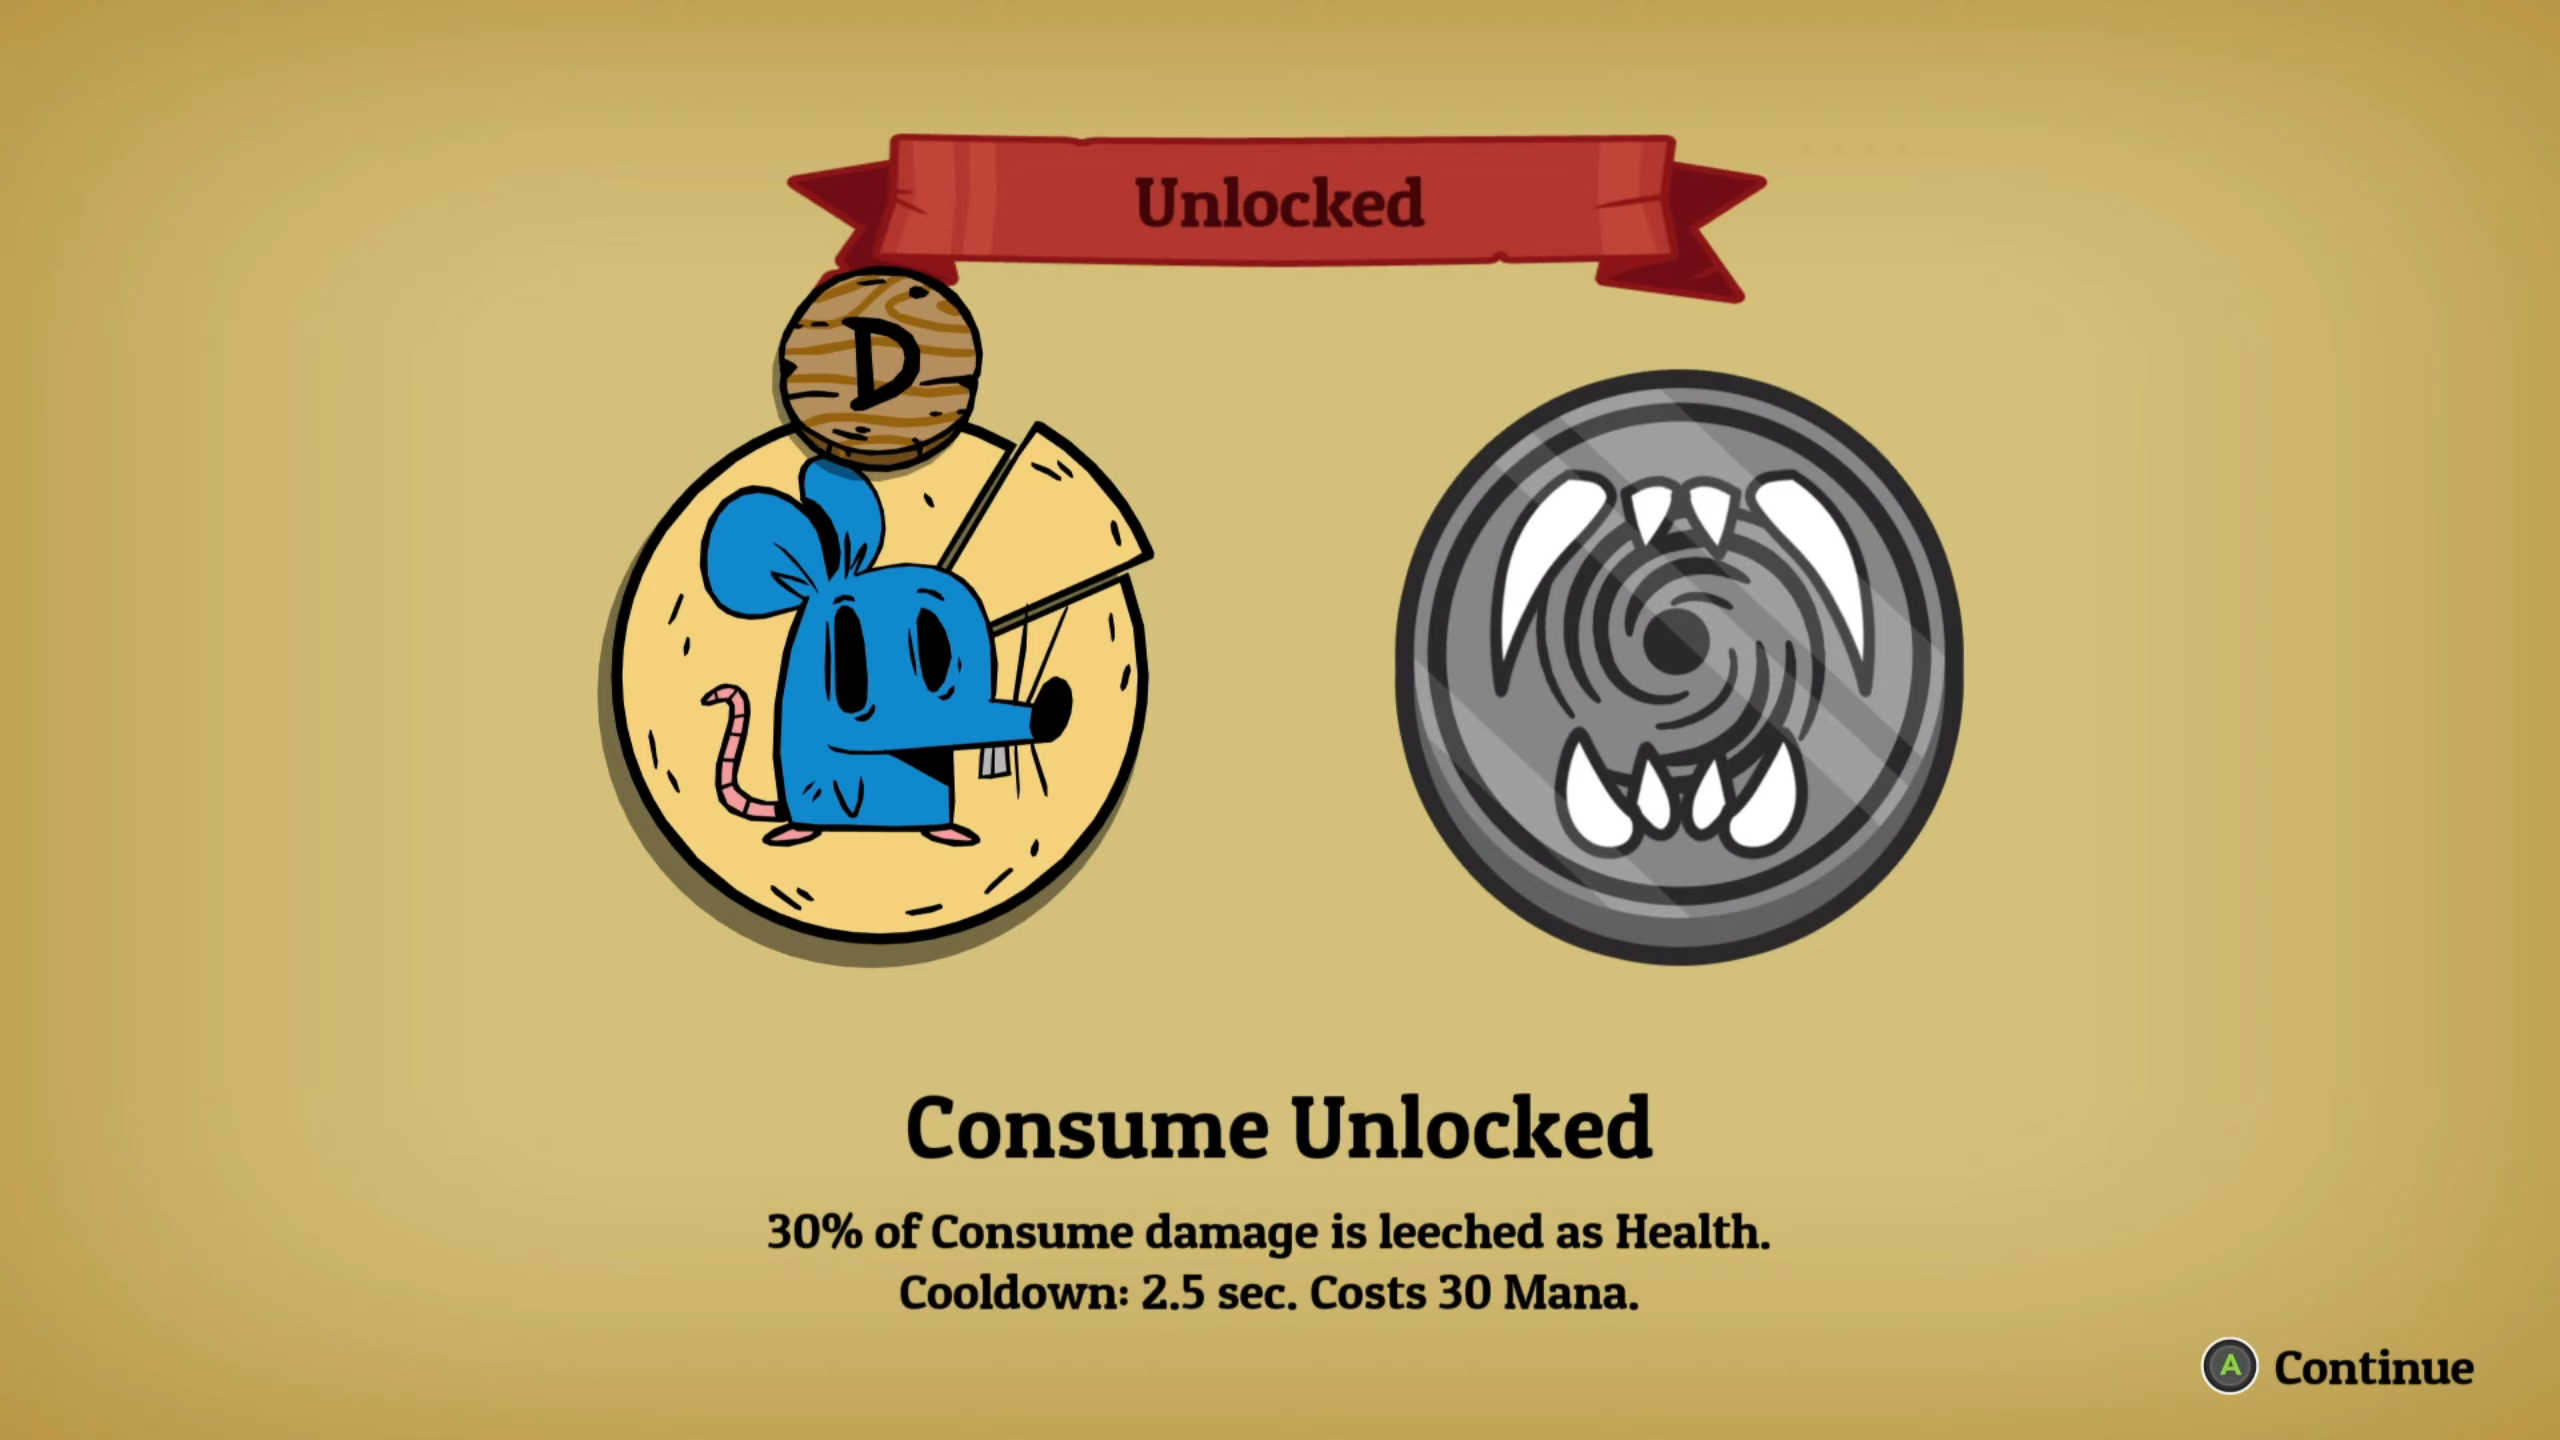 Unlocked
D
Consume Unlocked
30% of Consume damage is leeched as Health.
Cooldown: 2.5 sec. Costs 30 Mana.
A Continue